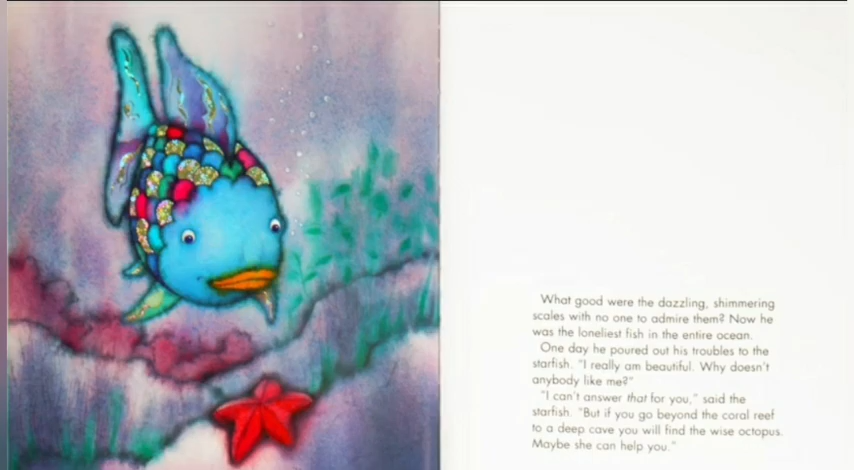 What good were the dazzling, shimmering
scales with no one to admire them? Now he
was the loneliest fish in the entire ocean.
One day he poured out his troubles to the
starfish. "I really am beautiful. Why doesn't
anybody like me?"
"I can't answer that for you," said the
starfish. "But if you go beyond the coral reef
to a deep cave you will find the wise octopus.
Maybe she can help you."